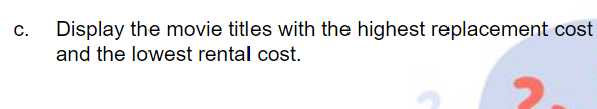 c. Display the movie titles with the highest replacement cost
and the lowest rental cost.